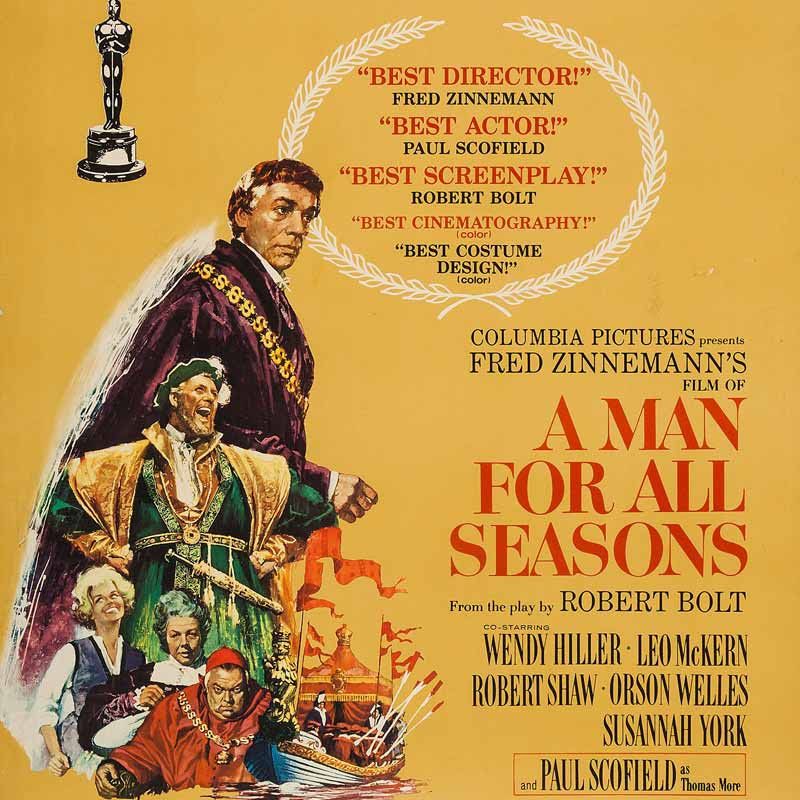 “BEST DIRECTOR!”
FRED ZINNEMANN
“BEST ACTOR!”
PAUL SCOFIELD
“BEST SCREENPLAY!”
ROBERT BOLT
“BEST CINEMATOGRAPHY!”
(color)
“BEST COSTUME
DESIGN!”
(color)
COLUMBIA PICTURES presents
FRED ZINNEMANN'S
FILM OF
A MAN
FOR ALL
SEASONS
From the play by ROBERT BOLT
CO-STARRING
WENDY HILLER · LEO McKERN
ROBERT SHAW · ORSON WELLES
SUSANNAH YORK
and PAUL SCOFIELD as Thomas More